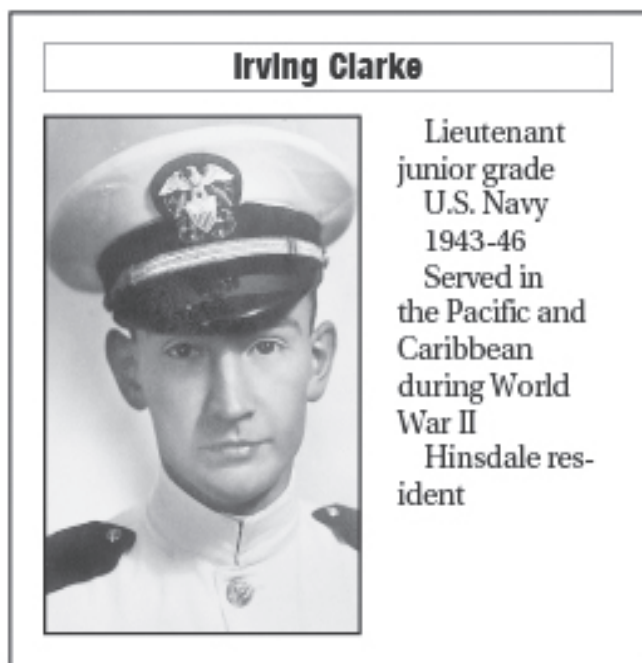 Irving Clarke
Lieutenant
junior grade
U.S. Navy
1943-46
Served in
the Pacific and
Caribbean
during World
War II
Hinsdale res-
ident